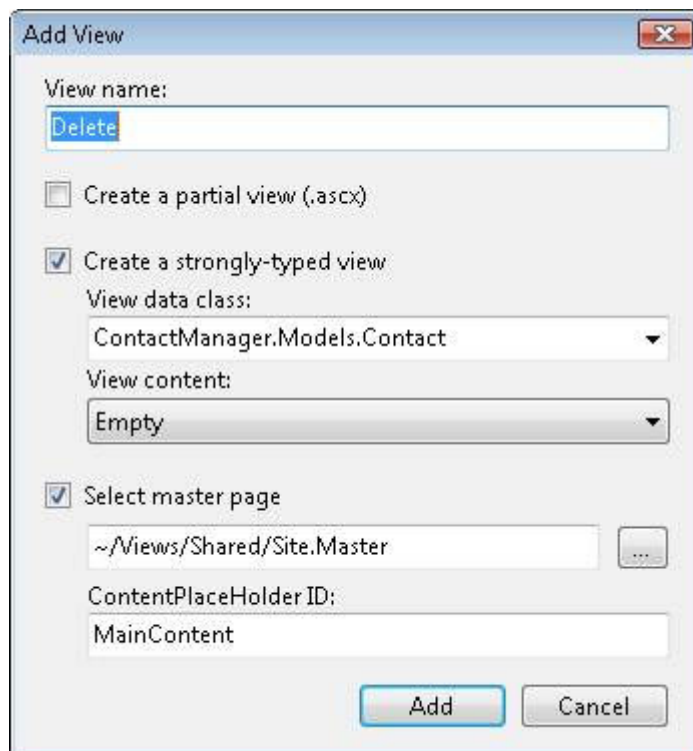 Add View
View name:
Delete
Create a partial view (.ascx)
Create a strongly-typed view
View data class:
ContactManager.Models.Contact
View content:
Empty
Select master page
~/Views/Shared/Site.Master
...
ContentPlaceHolder ID:
MainContent
Add Cancel